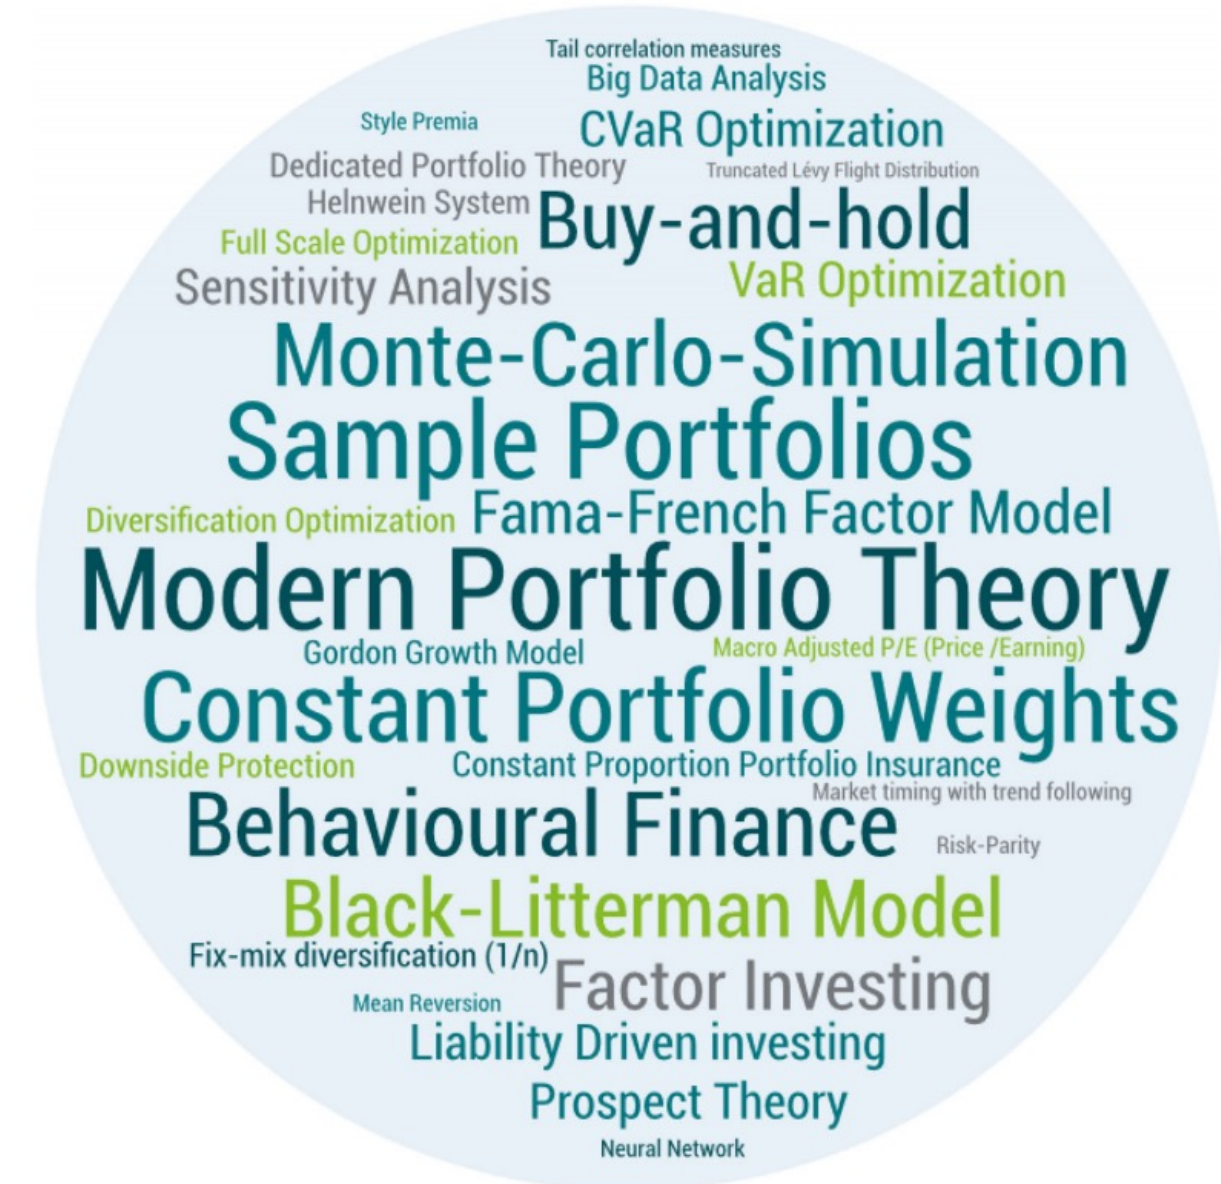 Tail correlation measures
Big Data Analysis
Style Premia
CVaR Optimization
Dedicated Portfolio Theory
Truncated Lévy Flight Distribution
Helnwein System
Buy-and-hold
Full Scale Optimization
VaR Optimization
Sensitivity Analysis
Monte-Carlo-Simulation
Sample Portfolios
Diversification Optimization
Fama-French Factor Model
Modern Portfolio Theory
Gordon Growth Model
Macro Adjusted P/E (Price /Earning)
Constant Portfolio Weights
Downside Protection
Constant Proportion Portfolio Insurance
Market timing with trend following
Behavioural Finance
Risk-Parity
Black-Litterman Model
Fix-mix diversification (1/n)
Factor Investing
Mean Reversion
Liability Driven investing
Prospect Theory
Neural Network